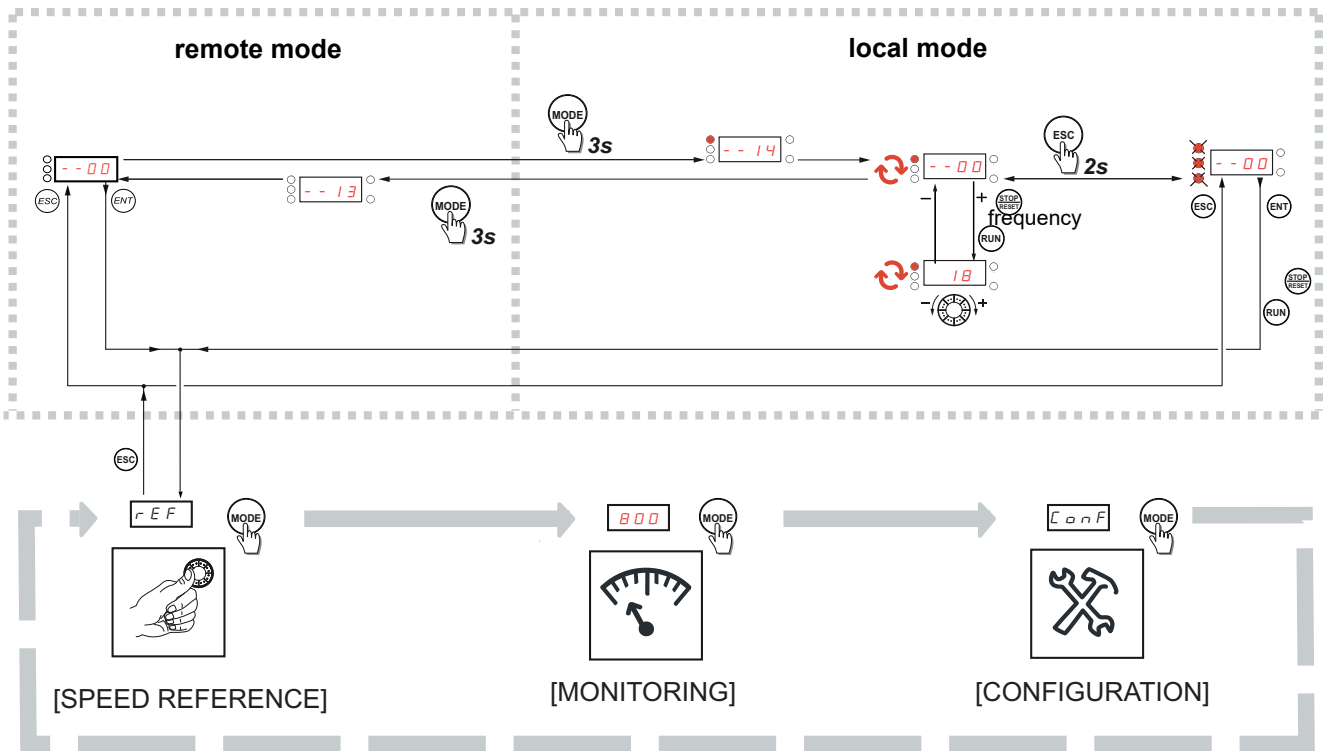 remote mode
local mode
MODE
3s
- - 14
ESC
2s
- - 00
ESC
ENT
- - 13
MODE
3s
- - 00
- + STOP
RESET
frequency
RUN
18
- +
- - 00
ESC
ENT
STOP
RESET
RUN
ESC
rEF
MODE
800
MODE
ConF
MODE
[SPEED REFERENCE]
[MONITORING]
[CONFIGURATION]